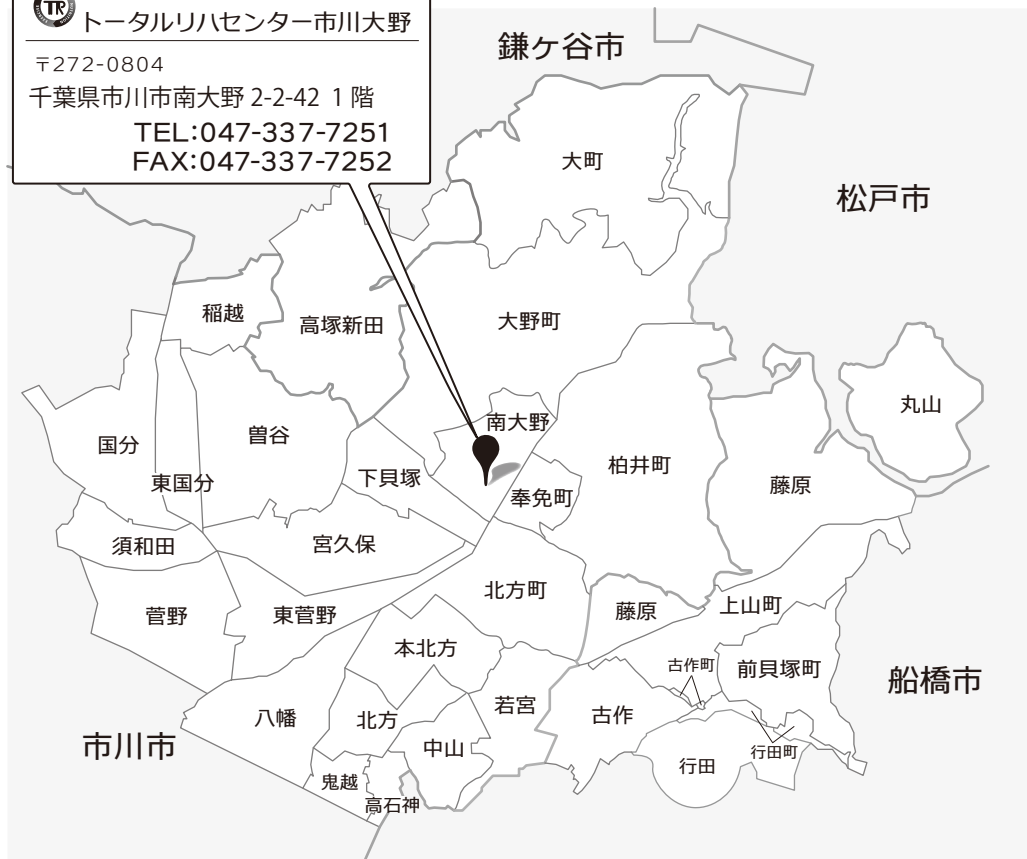 TR
トータルリハセンター市川大野
〒272-0804
千葉県市川市南大野 2-2-42 1 階
TEL:047-337-7251
FAX:047-337-7252
鎌ヶ谷市
大町
松戸市
稲越
高塚新田
大野町
丸山
南大野
国分
曽谷
柏井町
東国分
下貝塚
奉免町
藤原
須和田
宮久保
北方町
菅野
東菅野
藤原
上山町
本北方
古作町
前貝塚町
船橋市
八幡
北方
若宮
古作
市川市
中山
行田町
行田
鬼越
高石神